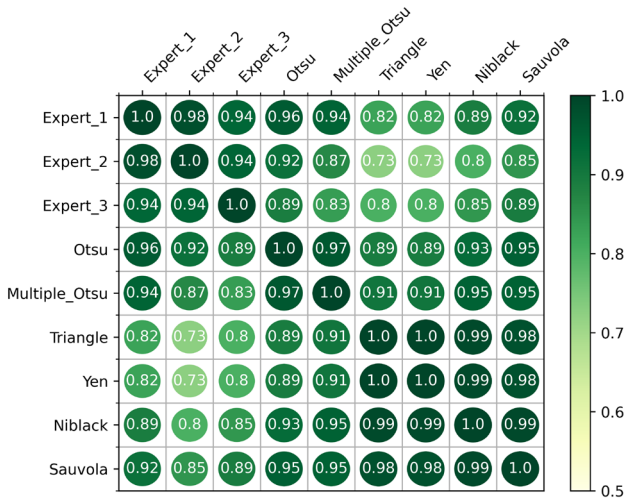 Expert_1 Expert_2 Expert_3 Otsu Multiple_Otsu Triangle Yen Niblack Sauvola
Expert_1 1.0 0.98 0.94 0.96 0.94 0.82 0.82 0.89 0.92
Expert_2 0.98 1.0 0.94 0.92 0.87 0.73 0.73 0.8 0.85
Expert_3 0.94 0.94 1.0 0.89 0.83 0.8 0.8 0.85 0.89
Otsu 0.96 0.92 0.89 1.0 0.97 0.89 0.89 0.93 0.95
Multiple_Otsu 0.94 0.87 0.83 0.97 1.0 0.91 0.91 0.95 0.95
Triangle 0.82 0.73 0.8 0.89 0.91 1.0 1.0 0.99 0.98
Yen 0.82 0.73 0.8 0.89 0.91 1.0 1.0 0.99 0.98
Niblack 0.89 0.8 0.85 0.93 0.95 0.99 0.99 1.0 0.99
Sauvola 0.92 0.85 0.89 0.95 0.95 0.98 0.98 0.99 1.0
1.0
0.9
0.8
0.7
0.6
0.5